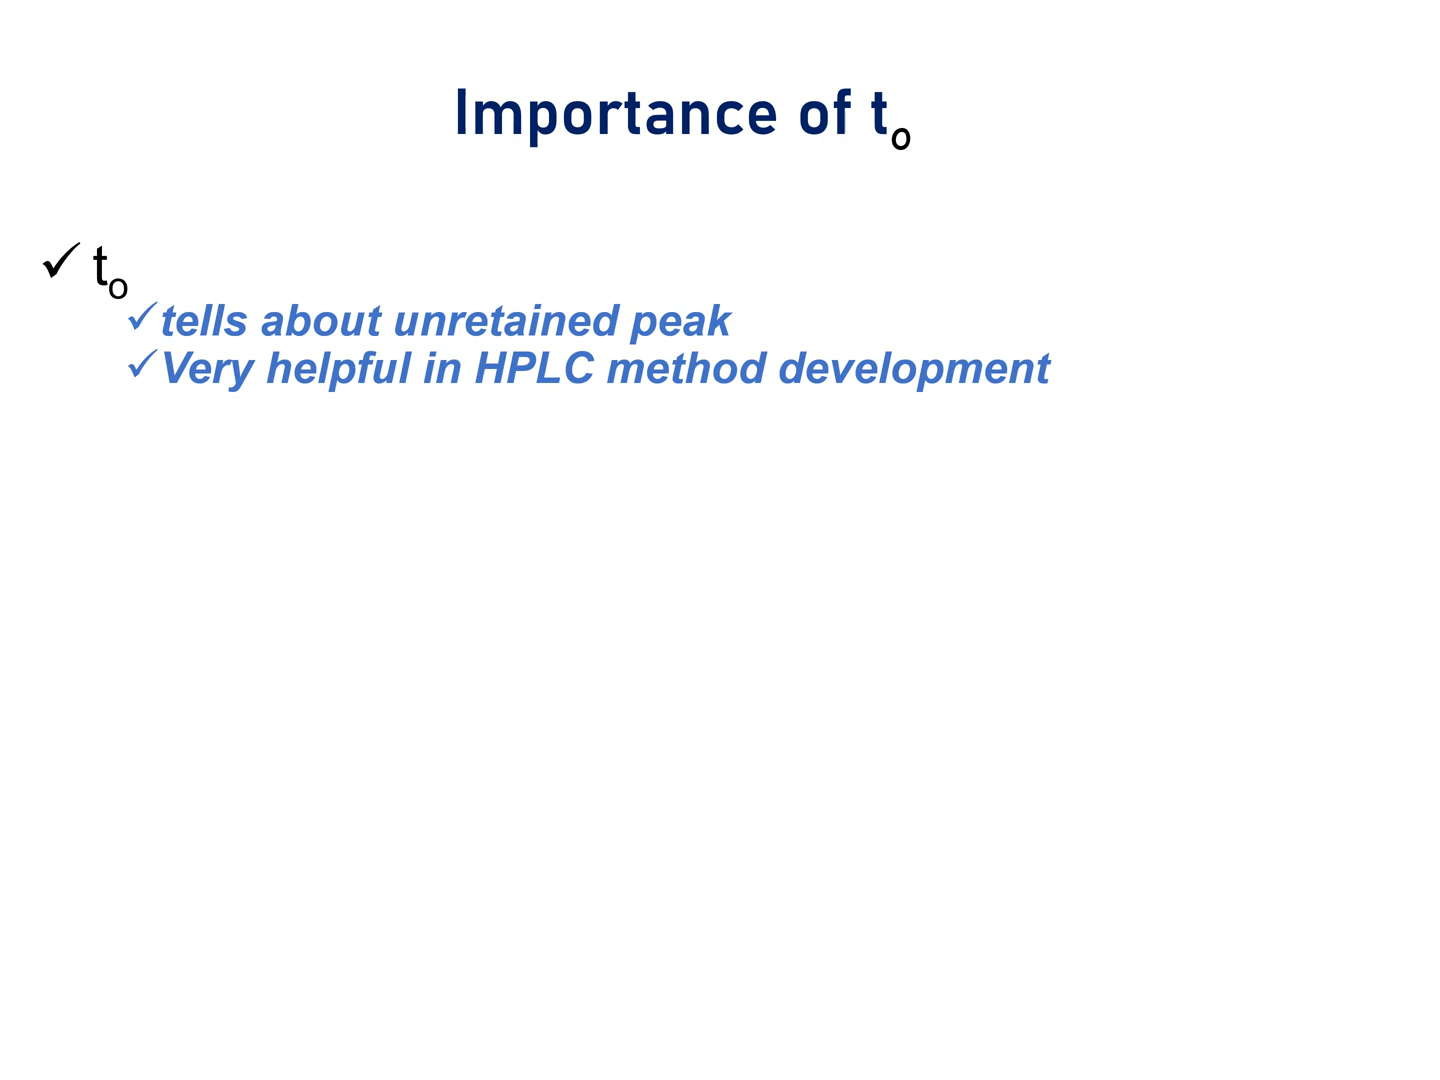 Importance of tₒ
✓ tₒ
✓tells about unretained peak
✓Very helpful in HPLC method development